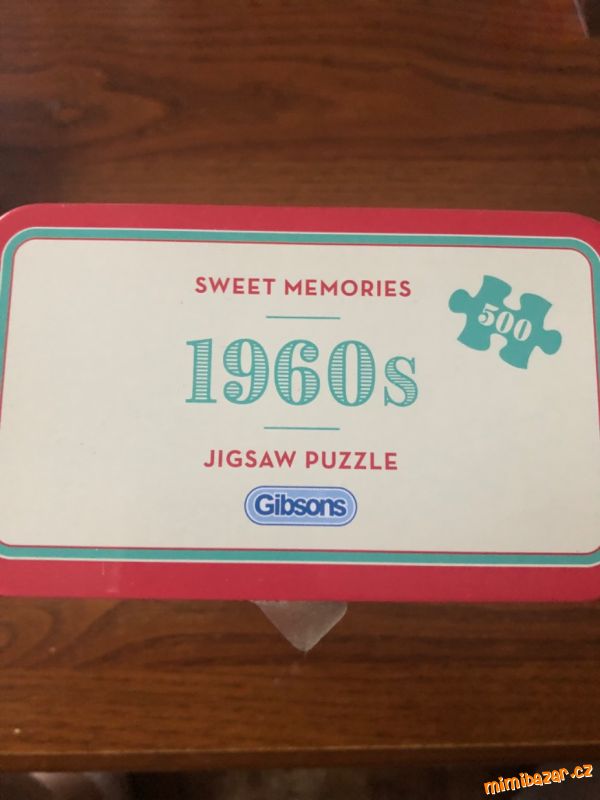 SWEET MEMORIES
500
1960s
JIGSAW PUZZLE
Gibsons
mimibazar.cz